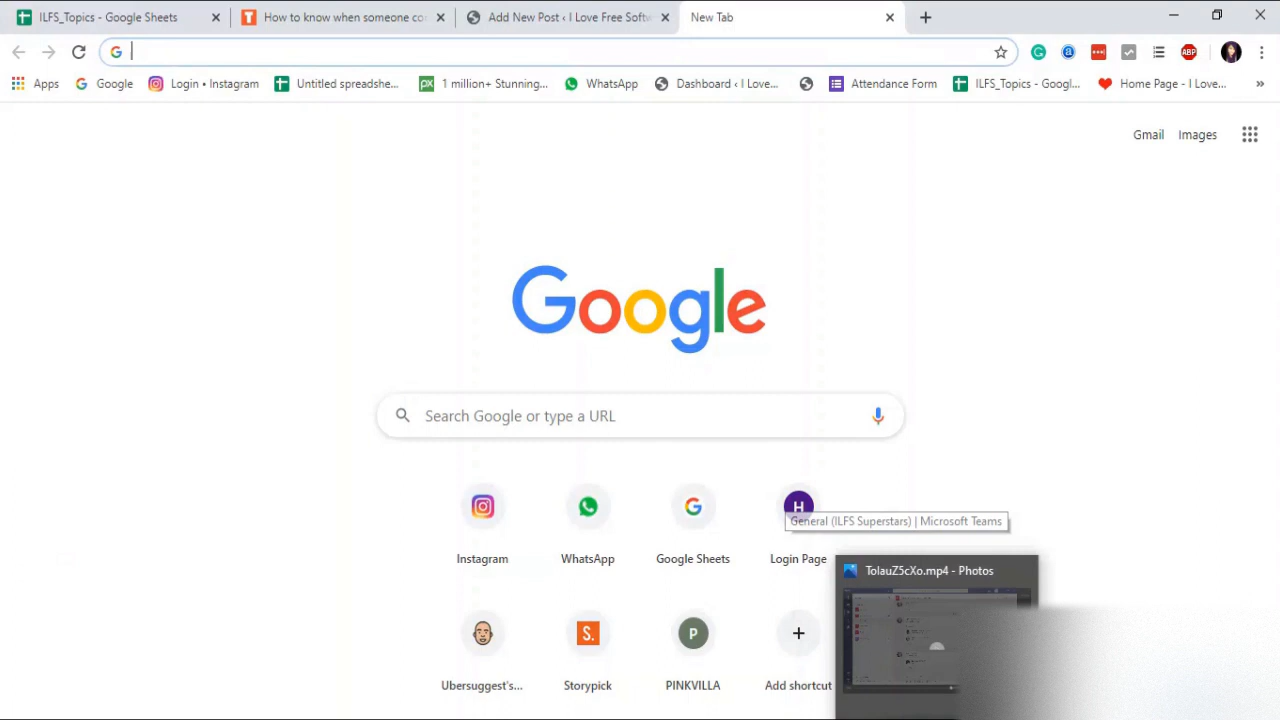 ILFS_Topics - Google Sheets
How to know when someone co
Add New Post ‹ I Love Free Softw
New Tab
Apps
Google
Login • Instagram
Untitled spreadshe...
1 million+ Stunning...
WhatsApp
Dashboard ‹ I Love...
Attendance Form
ILFS_Topics - Googl...
Home Page - I Love...
»
Gmail
Images
Google
Search Google or type a URL
Instagram
WhatsApp
Google Sheets
H
Login Page
General (ILFS Superstars) | Microsoft Teams
TolauZ5cXo.mp4 - Photos
S.
P
Ubersuggest's...
Storypick
PINKVILLA
Add shortcut